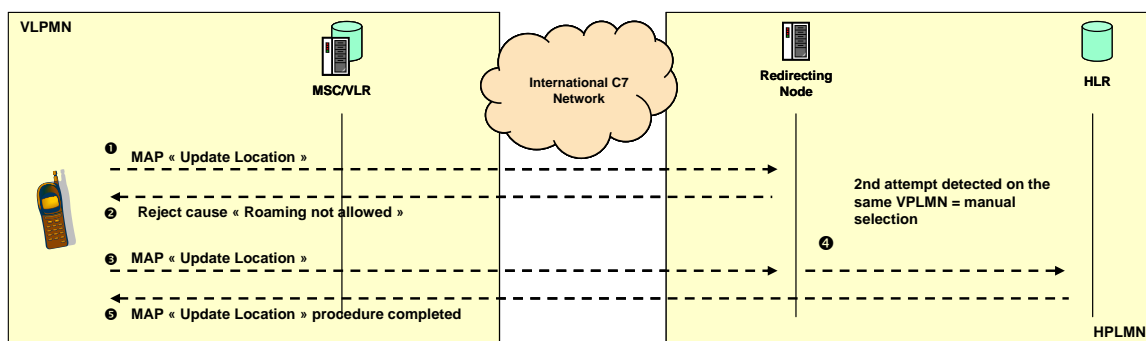 VLPMN
MSC/VLR
International C7
Network
Redirecting
Node
HLR
❶ MAP « Update Location »
❷ Reject cause « Roaming not allowed »
2nd attempt detected on the
same VPLMN = manual
selection
❸ MAP « Update Location »
❹
❺ MAP « Update Location » procedure completed
HPLMN